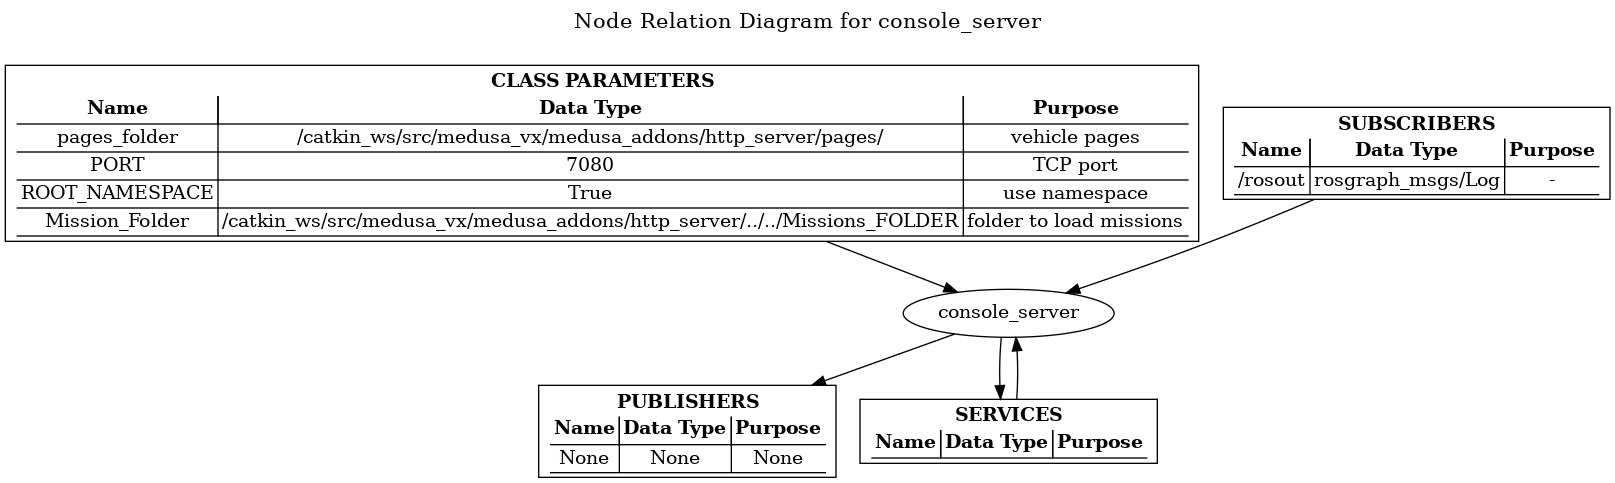 Node Relation Diagram for console_server
CLASS PARAMETERS
Name Data Type Purpose
pages_folder /catkin_ws/src/medusa_vx/medusa_addons/http_server/pages/ vehicle pages
PORT 7080 TCP port
ROOT_NAMESPACE True use namespace
Mission_Folder /catkin_ws/src/medusa_vx/medusa_addons/http_server/../../Missions_FOLDER folder to load missions
SUBSCRIBERS
Name Data Type Purpose
/rosout rosgraph_msgs/Log -
console_server
PUBLISHERS
Name Data Type Purpose
None None None
SERVICES
Name Data Type Purpose